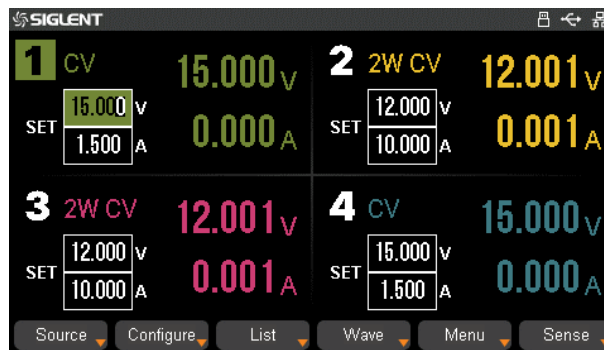 SIGLENT
1 CV 15.000 V
SET 15.000 V
1.500 A 0.000 A
2 2W CV 12.001 V
SET 12.000 V
10.000 A 0.001 A
3 2W CV 12.001 V
SET 12.000 V
10.000 A 0.001 A
4 CV 15.000 V
SET 15.000 V
1.500 A 0.000 A
Source Configure List Wave Menu Sense